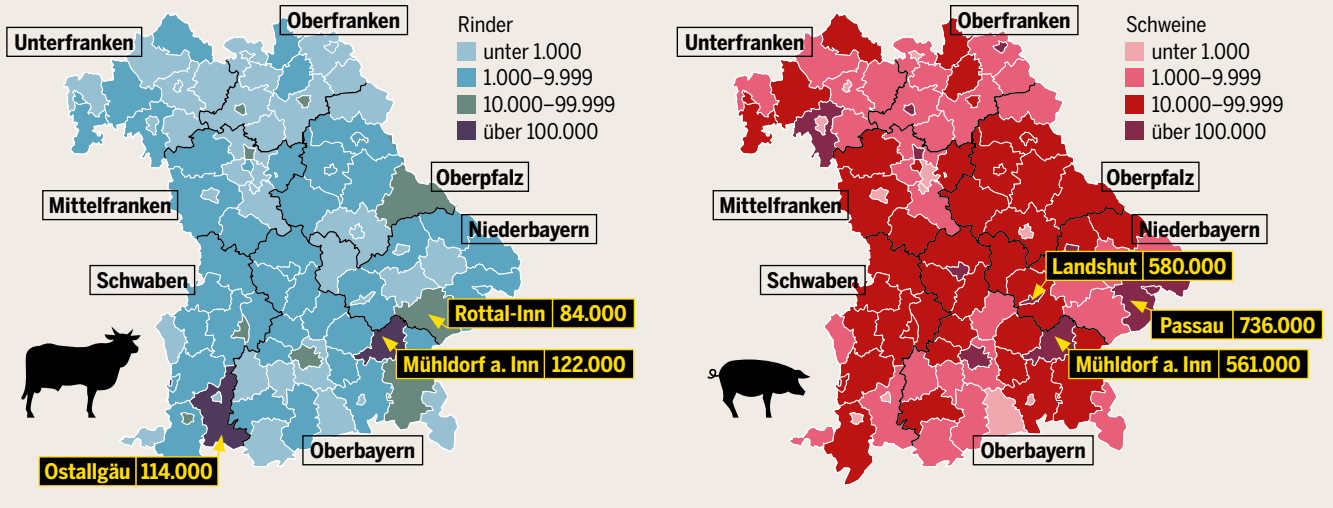 Oberfranken
Unterfranken
Rinder
unter 1.000
1.000–9.999
10.000–99.999
über 100.000
Oberpfalz
Mittelfranken
Niederbayern
Schwaben
Rottal-Inn 84.000
Mühldorf a. Inn 122.000
Oberbayern
Ostallgäu 114.000
Oberfranken
Unterfranken
Schweine
unter 1.000
1.000–9.999
10.000–99.999
über 100.000
Oberpfalz
Mittelfranken
Niederbayern
Landshut 580.000
Schwaben
Passau 736.000
Mühldorf a. Inn 561.000
Oberbayern